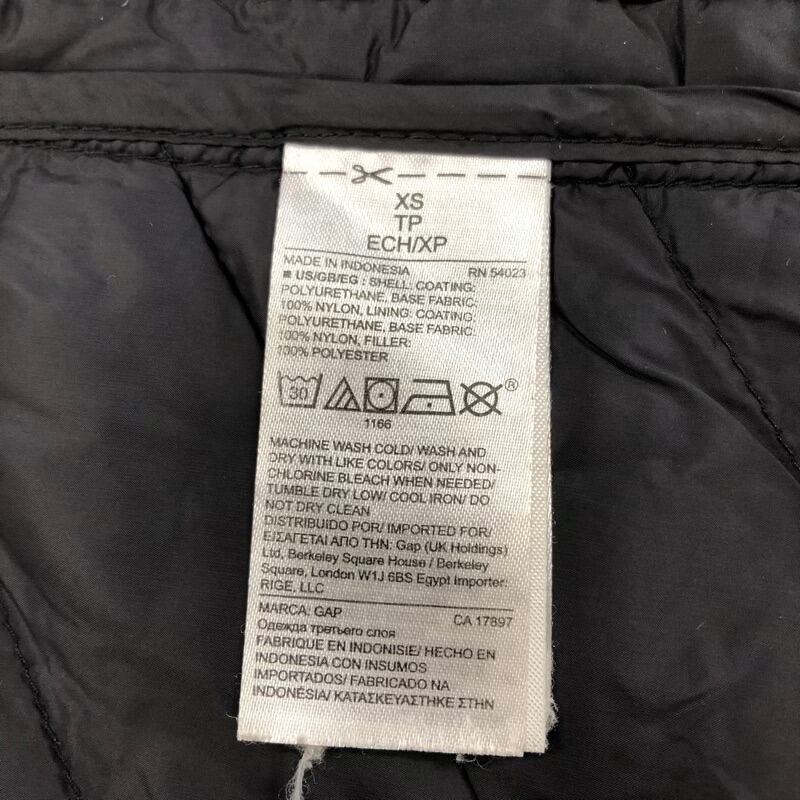 XS
TP
ECH/XP
MADE IN INDONESIA RN 54023
■ US/GB/EG : SHELL: COATING:
POLYURETHANE, BASE FABRIC:
100% NYLON, LINING: COATING:
POLYURETHANE, BASE FABRIC:
100% NYLON, FILLER:
100% POLYESTER
30 ®
1166
MACHINE WASH COLD/ WASH AND
DRY WITH LIKE COLORS/ ONLY NON-
CHLORINE BLEACH WHEN NEEDED/
TUMBLE DRY LOW/ COOL IRON/ DO
NOT DRY CLEAN
DISTRIBUIDO POR/ IMPORTED FOR/
ΕΙΣΑΓΕΤΑΙ ΑΠΟ ΤΗΝ: Gap (UK Holdings)
Ltd, Berkeley Square House / Berkeley
Square, London W1J 6BS Egypt Importer:
RIGE, LLC
MARCA: GAP CA 17897
Одежда третьего слоя
FABRIQUE EN INDONISIE/ HECHO EN
INDONESIA CON INSUMOS
IMPORTADOS/ FABRICADO NA
INDONÉSIA/ ΚΑΤΑΣΚΕΥΑΣΤΗΚΕ ΣΤΗΝ